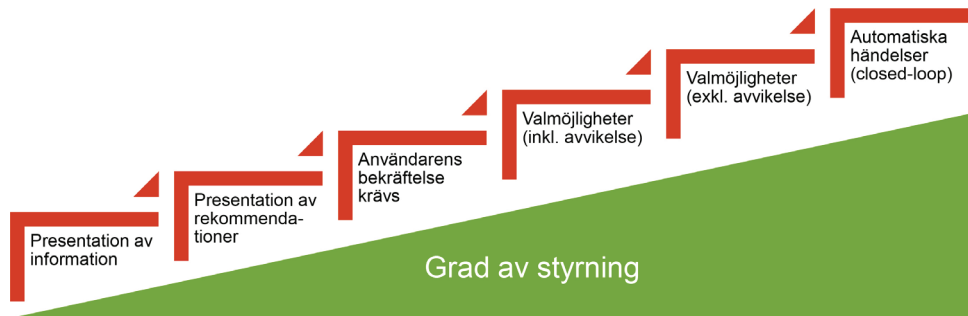 Presentation av
information
Presentation av
rekommenda-
tioner
Användarens
bekräftelse
krävs
Valmöjligheter
(inkl. avvikelse)
Valmöjligheter
(exkl. avvikelse)
Automatiska
händelser
(closed-loop)
Grad av styrning